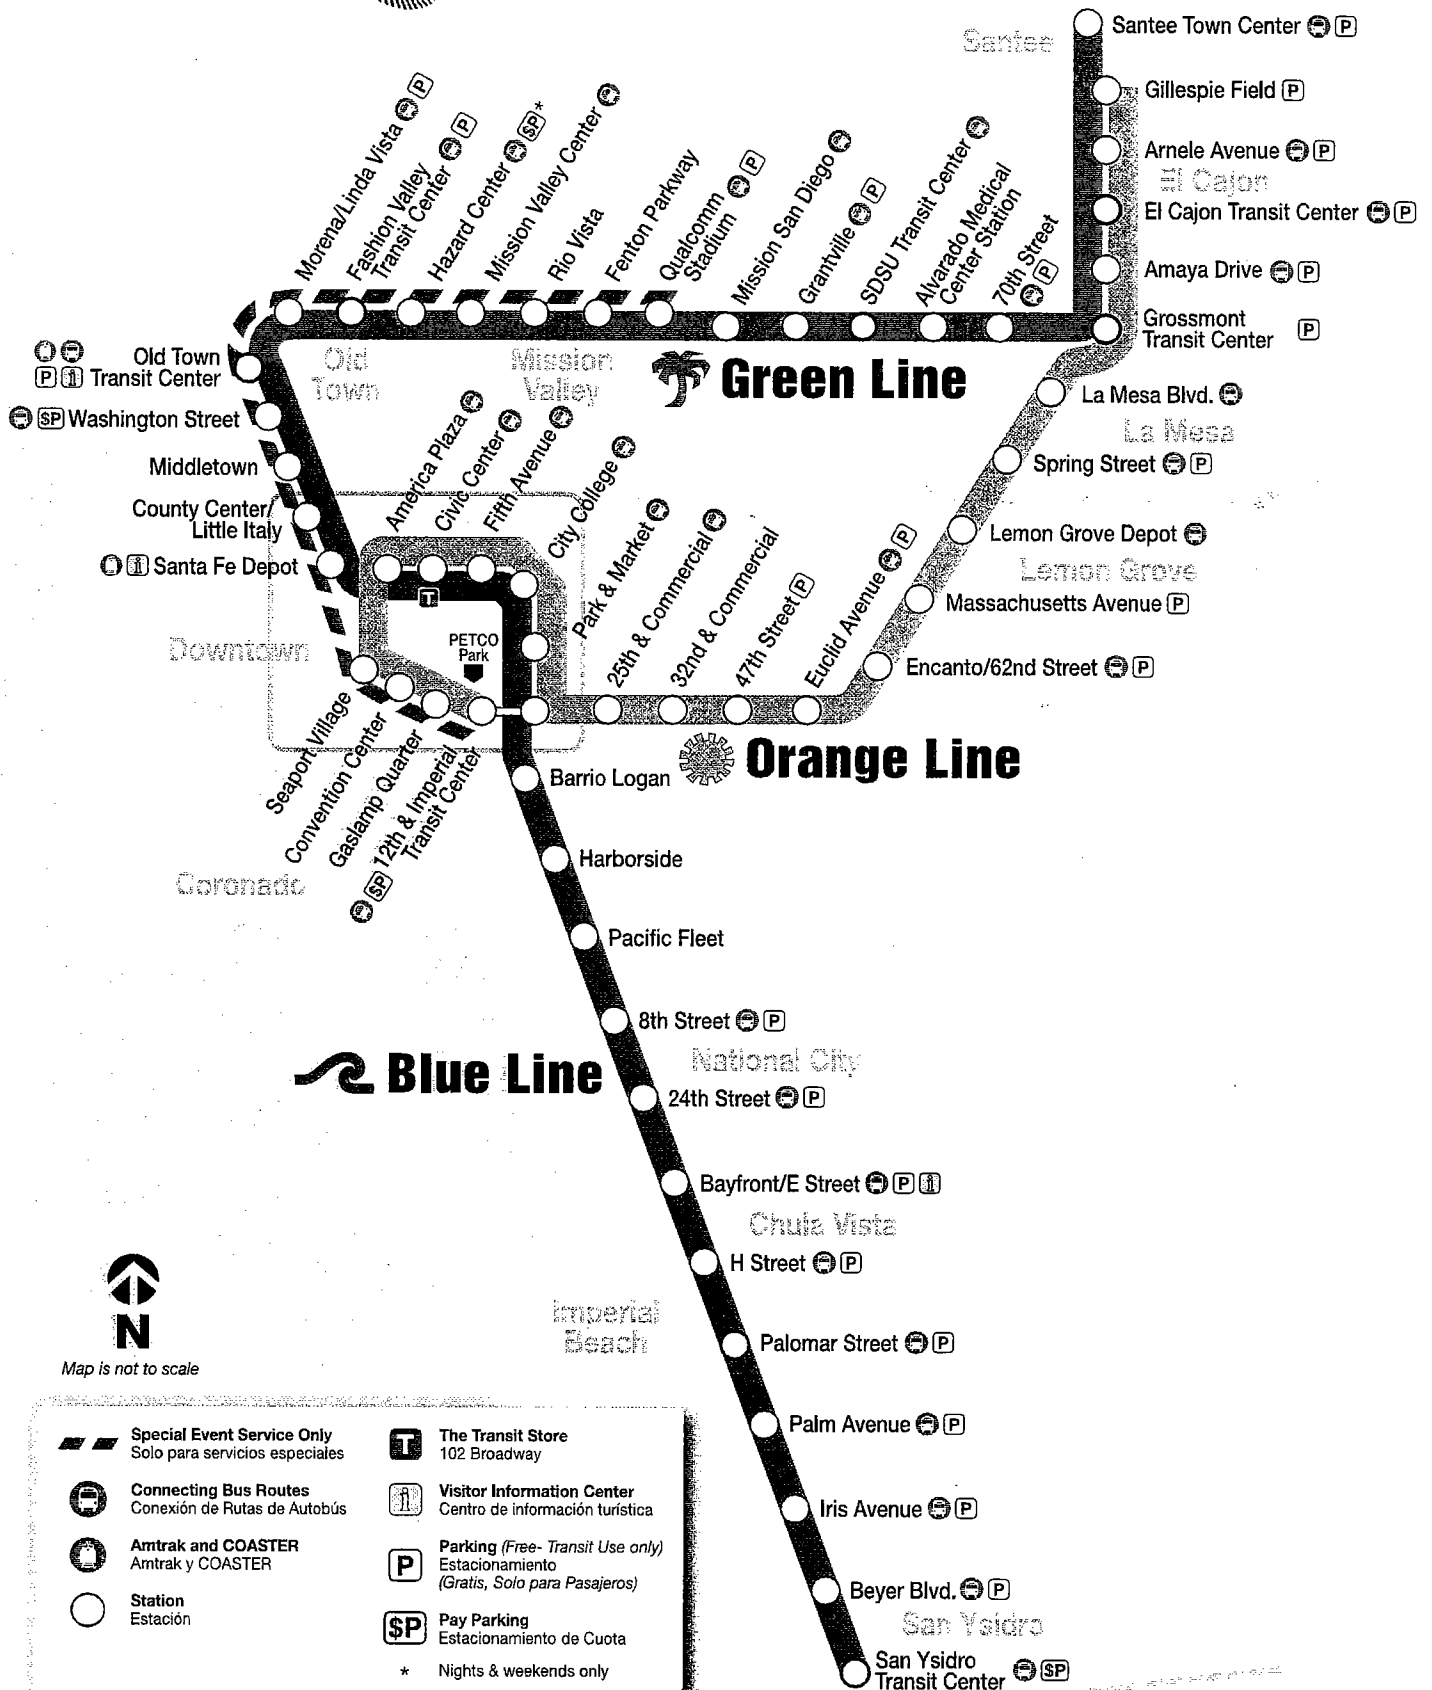 Santee
Santee Town Center P
Gillespie Field P
Arnele Avenue P
El Cajon
El Cajon Transit Center P
Amaya Drive P
Grossmont
Transit Center P
Morena/Linda Vista P
Fashion Valley
Transit Center P
Hazard Center $P*
Mission Valley Center
Rio Vista
Fenton Parkway
Qualcomm
Stadium P
Mission San Diego
Grantville P
SDSU Transit Center
Alvarado Medical
Center Station
70th Street
P
Old Town
P i Transit Center
Old
Town
Mission
Valley
Green Line
$P Washington Street
Middletown
County Center/
Little Italy
i Santa Fe Depot
America Plaza
Civic Center
Fifth Avenue
City College
Park & Market
25th & Commercial
32nd & Commercial
47th Street P
Euclid Avenue P
La Mesa Blvd.
La Mesa
Spring Street P
Lemon Grove Depot
Lemon Grove
Massachusetts Avenue P
Encanto/62nd Street P
Downtown
T
PETCO
Park
Seaport Village
Convention Center
Gaslamp Quarter
12th & Imperial
Transit Center
$P
Orange Line
Coronado
Barrio Logan
Harborside
Pacific Fleet
8th Street P
National City
Blue Line
24th Street P
Bayfront/E Street P i
Chula Vista
H Street P
Imperial
Beach
Palomar Street P
Palm Avenue P
Iris Avenue P
Beyer Blvd. P
San Ysidro
San Ysidro
Transit Center $P
N
Map is not to scale
Special Event Service Only
Solo para servicios especiales
Connecting Bus Routes
Conexión de Rutas de Autobús
Amtrak and COASTER
Amtrak y COASTER
Station
Estación
T The Transit Store
102 Broadway
i Visitor Information Center
Centro de información turística
P Parking (Free- Transit Use only)
Estacionamiento
(Gratis, Solo para Pasajeros)
$P Pay Parking
Estacionamiento de Cuota
* Nights & weekends only